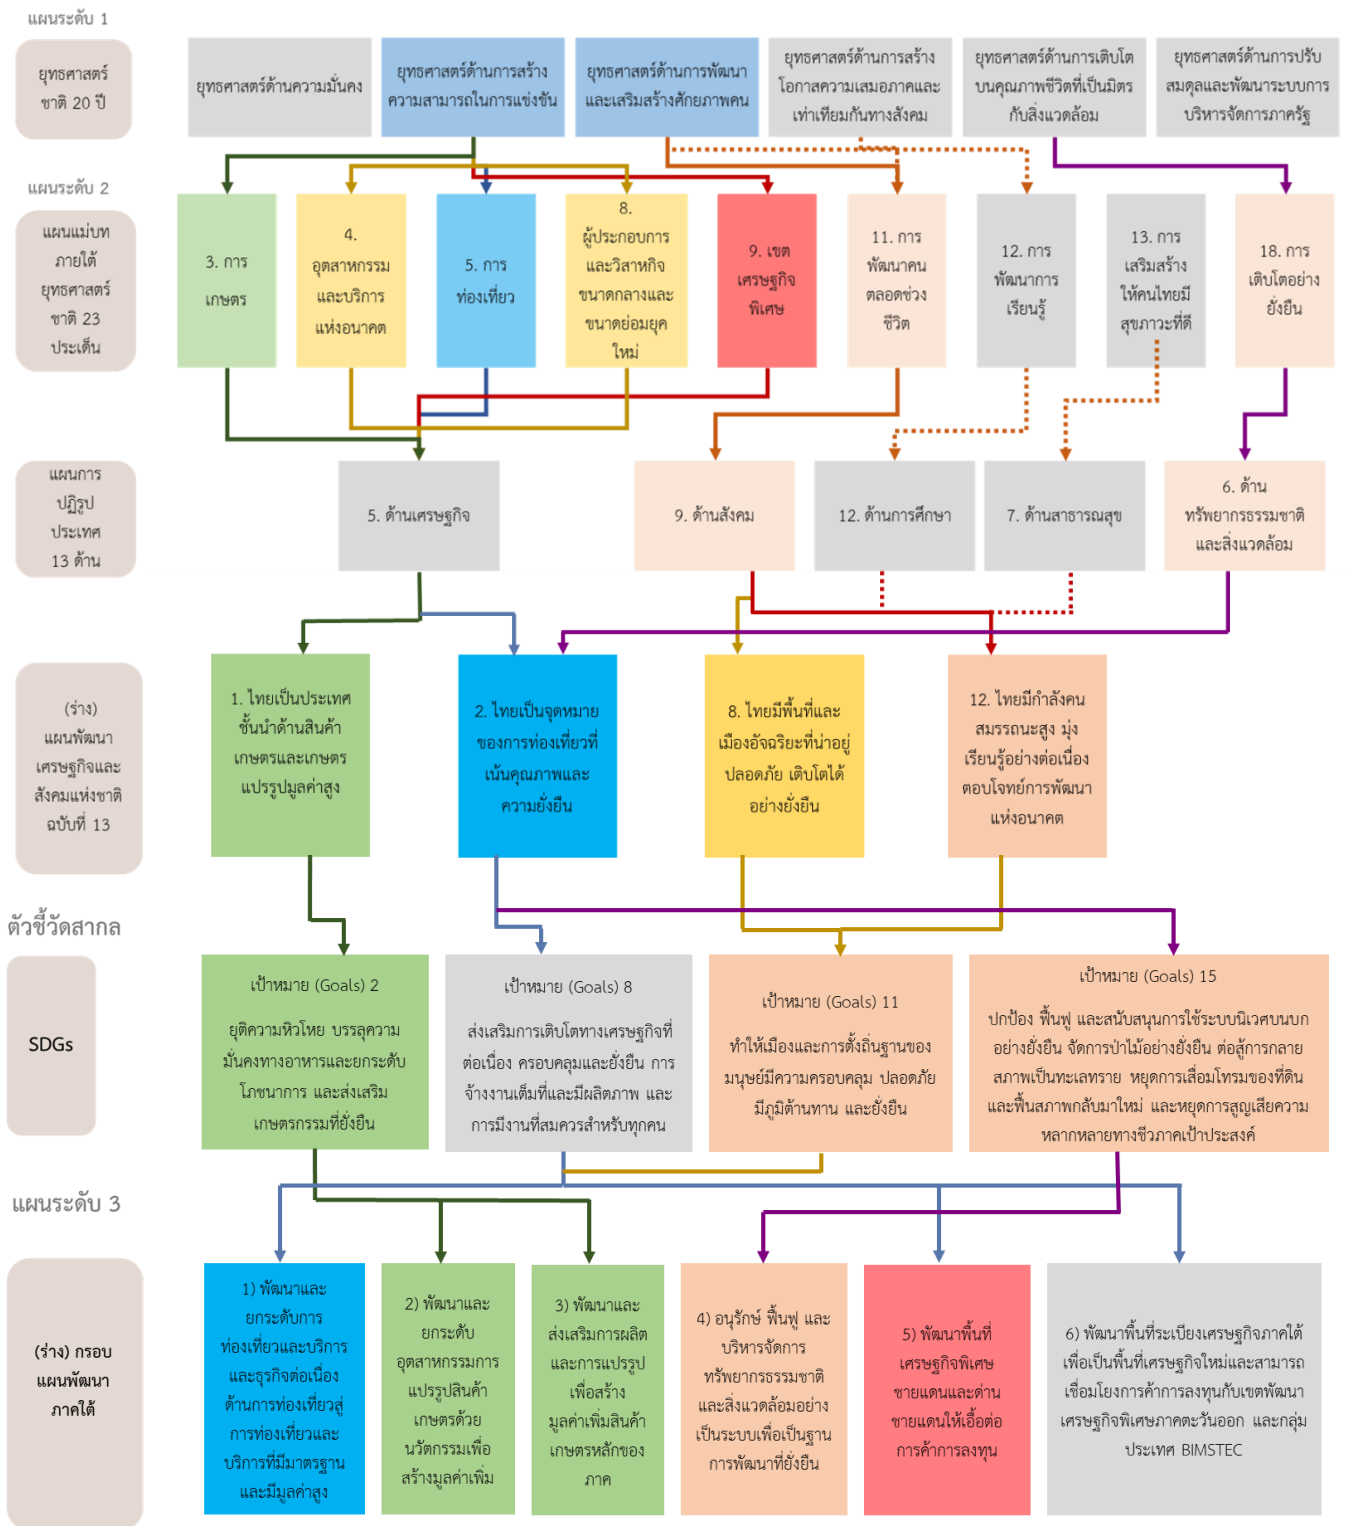 แผนระดับ 1
ยุทธศาสตร์
ชาติ 20 ปี
ยุทธศาสตร์ด้านความมั่นคง
ยุทธศาสตร์ด้านการสร้าง
ความสามารถในการแข่งขัน
ยุทธศาสตร์ด้านการพัฒนา
และเสริมสร้างศักยภาพคน
ยุทธศาสตร์ด้านการสร้าง
โอกาสความเสมอภาคและ
เท่าเทียมกันทางสังคม
ยุทธศาสตร์ด้านการเติบโต
บนคุณภาพชีวิตที่เป็นมิตร
กับสิ่งแวดล้อม
ยุทธศาสตร์ด้านการปรับ
สมดุลและพัฒนาระบบการ
บริหารจัดการภาครัฐ
แผนระดับ 2
แผนแม่บท
ภายใต้
ยุทธศาสตร์
ชาติ 23
ประเด็น
3. การ
เกษตร
4.
อุตสาหกรรม
และบริการ
แห่งอนาคต
5. การ
ท่องเที่ยว
8.
ผู้ประกอบการ
และวิสาหกิจ
ขนาดกลางและ
ขนาดย่อมยุค
ใหม่
9. เขต
เศรษฐกิจ
พิเศษ
11. การ
พัฒนาคน
ตลอดช่วง
ชีวิต
12. การ
พัฒนาการ
เรียนรู้
13. การ
เสริมสร้าง
ให้คนไทยมี
สุขภาวะที่ดี
18. การ
เติบโตอย่าง
ยั่งยืน
แผนการ
ปฏิรูป
ประเทศ
13 ด้าน
5. ด้านเศรษฐกิจ
9. ด้านสังคม
12. ด้านการศึกษา
7. ด้านสาธารณสุข
6. ด้าน
ทรัพยากรธรรมชาติ
และสิ่งแวดล้อม
(ร่าง)
แผนพัฒนา
เศรษฐกิจและ
สังคมแห่งชาติ
ฉบับที่ 13
1. ไทยเป็นประเทศ
ชั้นนำด้านสินค้า
เกษตรและเกษตร
แปรรูปมูลค่าสูง
2. ไทยเป็นจุดหมาย
ของการท่องเที่ยวที่
เน้นคุณภาพและ
ความยั่งยืน
8. ไทยมีพื้นที่และ
เมืองอัจฉริยะที่น่าอยู่
ปลอดภัย เติบโตได้
อย่างยั่งยืน
12. ไทยมีกำลังคน
สมรรถนะสูง มุ่ง
เรียนรู้อย่างต่อเนื่อง
ตอบโจทย์การพัฒนา
แห่งอนาคต
ตัวชี้วัดสากล
SDGs
เป้าหมาย (Goals) 2
ยุติความหิวโหย บรรลุความ
มั่นคงทางอาหารและยกระดับ
โภชนาการ และส่งเสริม
เกษตรกรรมที่ยั่งยืน
เป้าหมาย (Goals) 8
ส่งเสริมการเติบโตทางเศรษฐกิจที่
ต่อเนื่อง ครอบคลุมและยั่งยืน การ
จ้างงานเต็มที่และมีผลิตภาพ และ
การมีงานที่สมควรสำหรับทุกคน
เป้าหมาย (Goals) 11
ทำให้เมืองและการตั้งถิ่นฐานของ
มนุษย์มีความครอบคลุม ปลอดภัย
มีภูมิต้านทาน และยั่งยืน
เป้าหมาย (Goals) 15
ปกป้อง ฟื้นฟู และสนับสนุนการใช้ระบบนิเวศบนบก
อย่างยั่งยืน จัดการป่าไม้อย่างยั่งยืน ต่อสู้การกลาย
สภาพเป็นทะเลทราย หยุดการเสื่อมโทรมของที่ดิน
และฟื้นสภาพกลับมาใหม่ และหยุดการสูญเสียความ
หลากหลายทางชีวภาคเป้าประสงค์
แผนระดับ 3
(ร่าง) กรอบ
แผนพัฒนา
ภาคใต้
1) พัฒนาและ
ยกระดับการ
ท่องเที่ยวและบริการ
และธุรกิจต่อเนื่อง
ด้านการท่องเที่ยวสู่
การท่องเที่ยวและ
บริการที่มีมาตรฐาน
และมีมูลค่าสูง
2) พัฒนาและ
ยกระดับ
อุตสาหกรรมการ
แปรรูปสินค้า
เกษตรด้วย
นวัตกรรมเพื่อ
สร้างมูลค่าเพิ่ม
3) พัฒนาและ
ส่งเสริมการผลิต
และการแปรรูป
เพื่อสร้าง
มูลค่าเพิ่มสินค้า
เกษตรหลักของ
ภาค
4) อนุรักษ์ ฟื้นฟู และ
บริหารจัดการ
ทรัพยากรธรรมชาติ
และสิ่งแวดล้อมอย่าง
เป็นระบบเพื่อเป็นฐาน
การพัฒนาที่ยั่งยืน
5) พัฒนาพื้นที่
เศรษฐกิจพิเศษ
ชายแดนและด่าน
ชายแดนให้เอื้อต่อ
การค้าการลงทุน
6) พัฒนาพื้นที่ระเบียงเศรษฐกิจภาคใต้
เพื่อเป็นพื้นที่เศรษฐกิจใหม่และสามารถ
เชื่อมโยงการค้าการลงทุนกับเขตพัฒนา
เศรษฐกิจพิเศษภาคตะวันออก และกลุ่ม
ประเทศ BIMSTEC